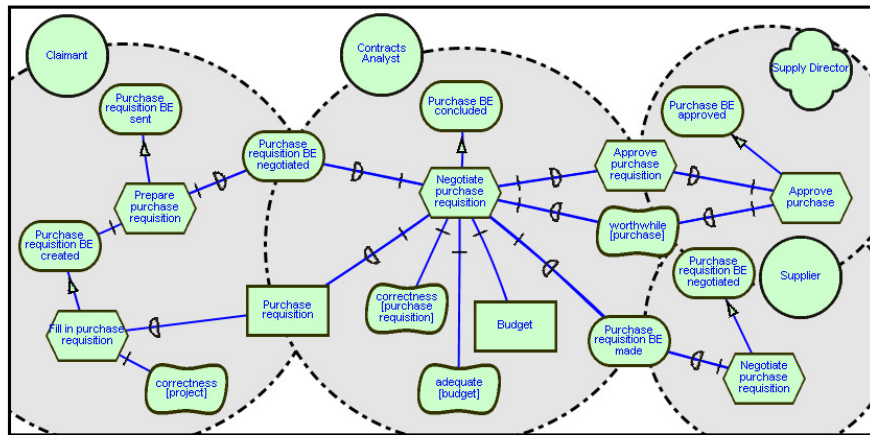 Claimant
Contracts
Analyst
Supply Director
Purchase
requisition BE
sent
Purchase BE
concluded
Purchase BE
approved
Purchase
requisition BE
negotiated
Approve
purchase
requisition
Prepare
purchase
requisition
Negotiate
purchase
requisition
Approve
purchase
Purchase
requisition BE
created
worthwhile
[purchase]
Purchase
requisition BE
negotiated
Supplier
Purchase
requisition
correctness
[purchase
requisition]
Budget
Fill in purchase
requisition
Purchase
requisition BE
made
correctness
[project]
adequate
[budget]
Negotiate
purchase
requisition